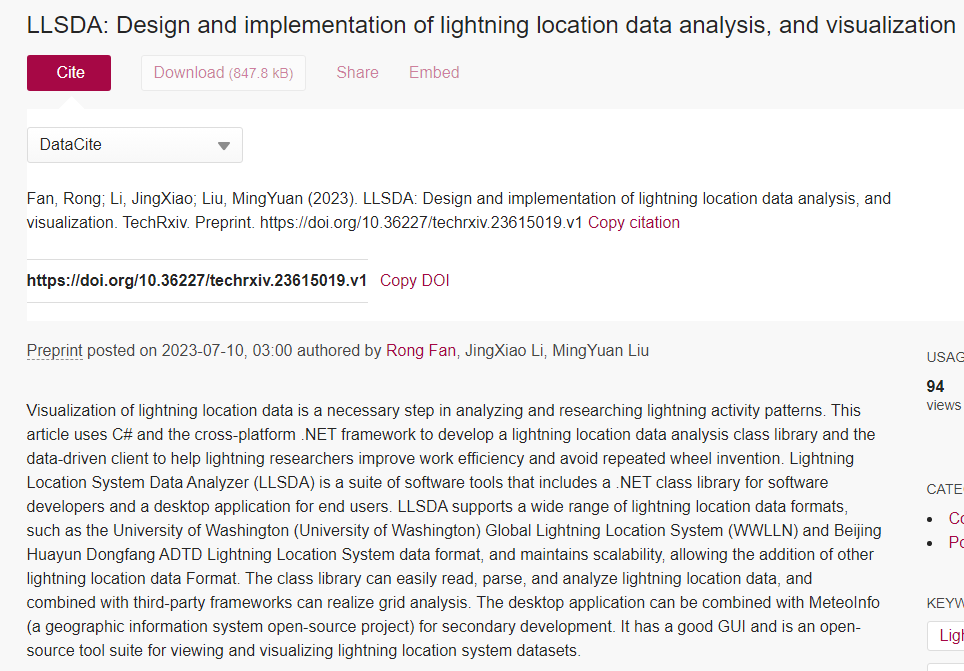 LLSDA: Design and implementation of lightning location data analysis, and visualization
Cite
Download (847.8 kB)
Share
Embed
DataCite
Fan, Rong; Li, JingXiao; Liu, MingYuan (2023). LLSDA: Design and implementation of lightning location data analysis, and
visualization. TechRxiv. Preprint. https://doi.org/10.36227/techrxiv.23615019.v1 Copy citation
https://doi.org/10.36227/techrxiv.23615019.v1 Copy DOI
Preprint posted on 2023-07-10, 03:00 authored by Rong Fan, JingXiao Li, MingYuan Liu
Visualization of lightning location data is a necessary step in analyzing and researching lightning activity patterns. This
article uses C# and the cross-platform .NET framework to develop a lightning location data analysis class library and the
data-driven client to help lightning researchers improve work efficiency and avoid repeated wheel invention. Lightning
Location System Data Analyzer (LLSDA) is a suite of software tools that includes a .NET class library for software
developers and a desktop application for end users. LLSDA supports a wide range of lightning location data formats,
such as the University of Washington (University of Washington) Global Lightning Location System (WWLLN) and Beijing
Huayun Dongfang ADTD Lightning Location System data format, and maintains scalability, allowing the addition of other
lightning location data Format. The class library can easily read, parse, and analyze lightning location data, and
combined with third-party frameworks can realize grid analysis. The desktop application can be combined with MeteoInfo
(a geographic information system open-source project) for secondary development. It has a good GUI and is an open-
source tool suite for viewing and visualizing lightning location system datasets.
USAG
94
views
CATE
Co
Po
KEYW
Ligh